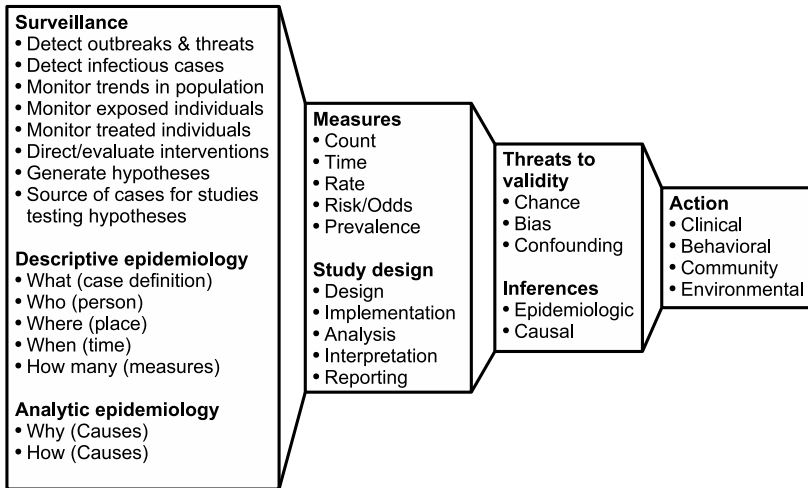 Surveillance
• Detect outbreaks & threats
• Detect infectious cases
• Monitor trends in population
• Monitor exposed individuals
• Monitor treated individuals
• Direct/evaluate interventions
• Generate hypotheses
• Source of cases for studies
testing hypotheses
Descriptive epidemiology
• What (case definition)
• Who (person)
• Where (place)
• When (time)
• How many (measures)
Analytic epidemiology
• Why (Causes)
• How (Causes)
Measures
• Count
• Time
• Rate
• Risk/Odds
• Prevalence
Study design
• Design
• Implementation
• Analysis
• Interpretation
• Reporting
Threats to
validity
• Chance
• Bias
• Confounding
Inferences
• Epidemiologic
• Causal
Action
• Clinical
• Behavioral
• Community
• Environmental